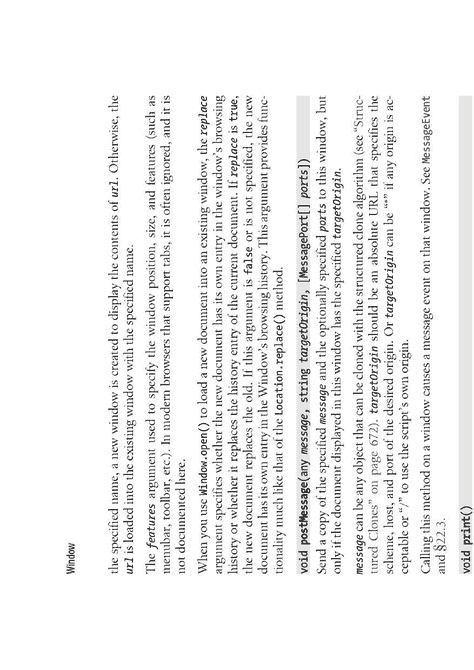 Window
the specified name, a new window is created to display the contents of url. Otherwise, the
url is loaded into the existing window with the specified name.
The features argument used to specify the window position, size, and features (such as
menubar, toolbar, etc.). In modern browsers that support tabs, it is often ignored, and it is
not documented here.
When you use Window.open() to load a new document into an existing window, the replace
argument specifies whether the new document has its own entry in the window's browsing
history or whether it replaces the history entry of the current document. If replace is true,
the new document replaces the old. If this argument is false or is not specified, the new
document has its own entry in the Window's browsing history. This argument provides func-
tionality much like that of the Location.replace() method.
void postMessage(any message, string targetOrigin, [MessagePort[] ports])
Send a copy of the specified message and the optionally specified ports to this window, but
only if the document displayed in this window has the specified targetOrigin.
message can be any object that can be cloned with the structured clone algorithm (see "Struc-
tured Clones" on page 672). targetOrigin should be an absolute URL that specifies the
scheme, host, and port of the desired origin. Or targetOrigin can be "*" if any origin is ac-
ceptable or "/" to use the script's own origin.
Calling this method on a window causes a message event on that window. See MessageEvent
and §22.3.
void print()